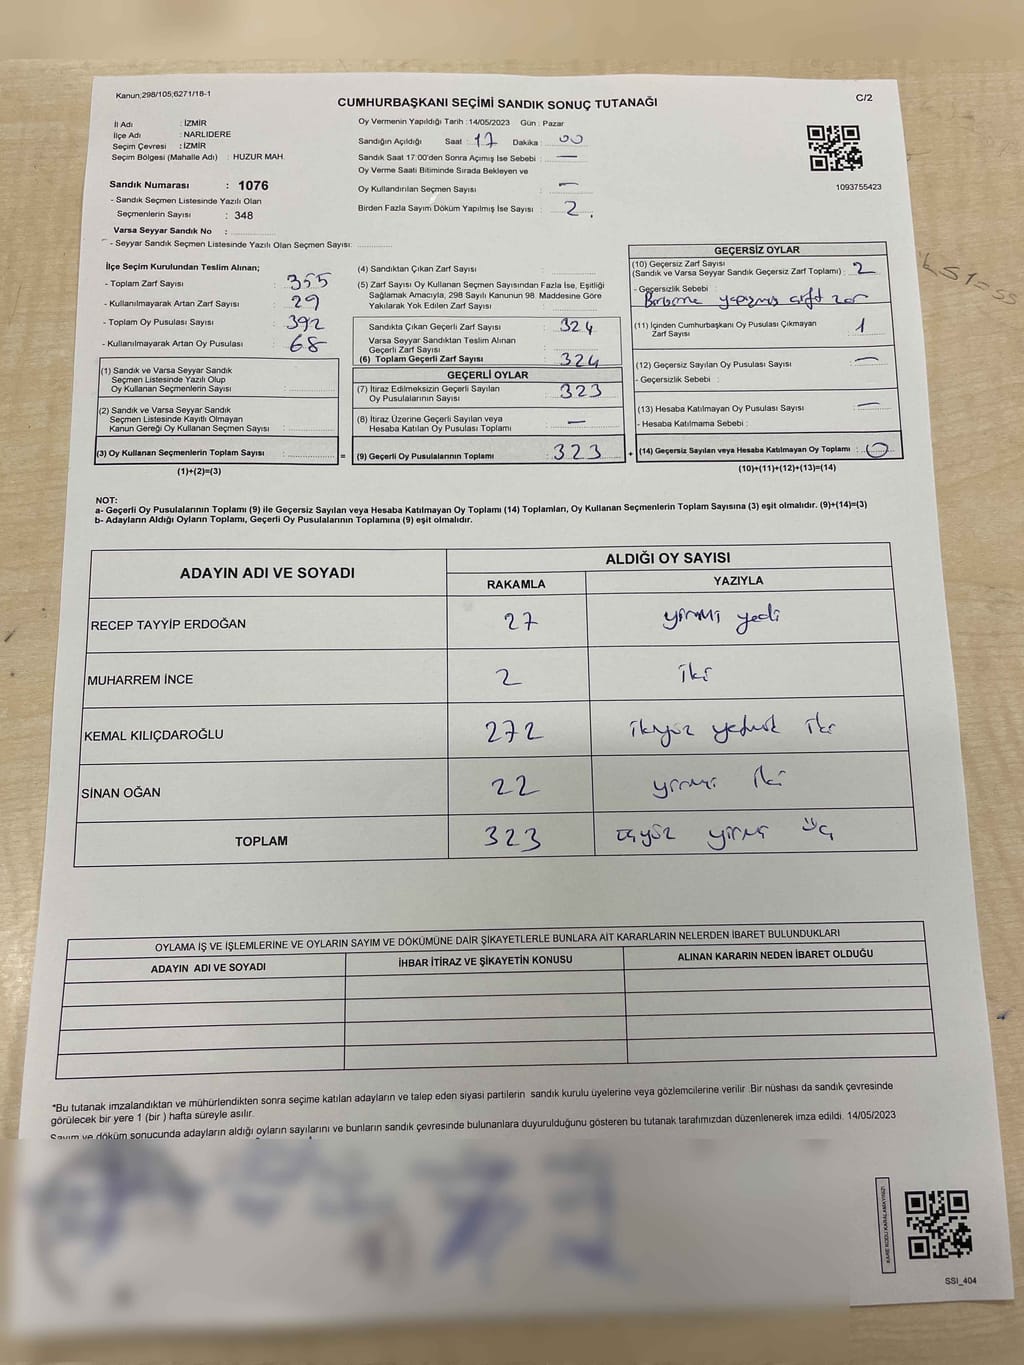 Kanun;298/105;6271/18-1
CUMHURBAŞKANI SEÇİMİ SANDIK SONUÇ TUTANAĞI
C/2
İl Adı : İZMİR
İlçe Adı : NARLIDERE
Seçim Çevresi : İZMİR
Seçim Bölgesi (Mahalle Adı) : HUZUR MAH.
Sandık Numarası : 1076
- Sandık Seçmen Listesinde Yazılı Olan
Seçmenlerin Sayısı : 348
Varsa Seyyar Sandık No :
- Seyyar Sandık Seçmen Listesinde Yazılı Olan Seçmen Sayısı:
Oy Vermenin Yapıldığı Tarih :14/05/2023 Gün : Pazar
Sandığın Açıldığı Saat : 17 Dakika : 00
Sandık Saat 17:00'den Sonra Açımış İse Sebebi : —
Oy Verme Saati Bitiminde Sırada Bekleyen ve
Oy Kullandırılan Seçmen Sayısı : —
Birden Fazla Sayım Döküm Yapılmış İse Sayısı : 2.
1093755423
İlçe Seçim Kurulundan Teslim Alınan;
- Toplam Zarf Sayısı : 355
- Kullanılmayarak Artan Zarf Sayısı : 29
- Toplam Oy Pusulası Sayısı : 392
- Kullanılmayarak Artan Oy Pusulası : 68
(1) Sandık ve Varsa Seyyar Sandık
Seçmen Listesinde Yazılı Olup
Oy Kullanan Seçmenlerin Sayısı :
(2) Sandık ve Varsa Seyyar Sandık
Seçmen Listesinde Kayıtlı Olmayan
Kanun Gereği Oy Kullanan Seçmen Sayısı :
(3) Oy Kullanan Seçmenlerin Toplam Sayısı : =
(1)+(2)=(3)
(4) Sandıktan Çıkan Zarf Sayısı :
(5) Zarf Sayısı Oy Kullanan Seçmen Sayısından Fazla İse, Eşitliği
Sağlamak Amacıyla, 298 Sayılı Kanunun 98. Maddesine Göre
Yakılarak Yok Edilen Zarf Sayısı :
Sandıkta Çıkan Geçerli Zarf Sayısı : 324
Varsa Seyyar Sandıktan Teslim Alınan
Geçerli Zarf Sayısı :
(6) Toplam Geçerli Zarf Sayısı : 324
GEÇERLİ OYLAR
(7) İtiraz Edilmeksizin Geçerli Sayılan
Oy Pusulalarının Sayısı : 323
(8) İtiraz Üzerine Geçerli Sayılan veya
Hesaba Katılan Oy Pusulası Toplamı : —
(9) Geçerli Oy Pusulalarının Toplamı : 323 +
GEÇERSİZ OYLAR
(10) Geçersiz Zarf Sayısı
(Sandık ve Varsa Seyyar Sandık Geçersiz Zarf Toplamı) : 2
- Geçersizlik Sebebi :
yapışmış çift
(11) İçinden Cumhurbaşkanı Oy Pusulası Çıkmayan
Zarf Sayısı : 1
(12) Geçersiz Sayılan Oy Pusulası Sayısı : —
- Geçersizlik Sebebi :
(13) Hesaba Katılmayan Oy Pusulası Sayısı : —
- Hesaba Katılmama Sebebi :
(14) Geçersiz Sayılan veya Hesaba Katılmayan Oy Toplamı : 0
(10)+(11)+(12)+(13)=(14)
NOT:
a- Geçerli Oy Pusulalarının Toplamı (9) ile Geçersiz Sayılan veya Hesaba Katılmayan Oy Toplamı (14) Toplamları, Oy Kullanan Seçmenlerin Toplam Sayısına (3) eşit olmalıdır. (9)+(14)=(3)
b- Adayların Aldığı Oyların Toplamı, Geçerli Oy Pusulalarının Toplamına (9) eşit olmalıdır.
ADAYIN ADI VE SOYADI
ALDIĞI OY SAYISI
RAKAMLA YAZIYLA
RECEP TAYYİP ERDOĞAN 27 yirmi yedi
MUHARREM İNCE 2 iki
KEMAL KILIÇDAROĞLU 272 ikiyüz yetmiş iki
SİNAN OĞAN 22 yirmi iki
TOPLAM 323 üçyüz yirmi üç
OYLAMA İŞ VE İŞLEMLERİNE VE OYLARIN SAYIM VE DÖKÜMÜNE DAİR ŞİKAYETLERLE BUNLARA AİT KARARLARIN NELERDEN İBARET BULUNDUKLARI
ADAYIN ADI VE SOYADI İHBAR İTİRAZ VE ŞİKAYETİN KONUSU ALINAN KARARIN NEDEN İBARET OLDUĞU
*Bu tutanak imzalandıktan ve mühürlendikten sonra seçime katılan adayların ve talep eden siyasi partilerin sandık kurulu üyelerine veya gözlemcilerine verilir .Bir nüshası da sandık çevresinde
görülecek bir yere 1 (bir ) hafta süreyle asılır.
Sayım ve döküm sonucunda adayların aldığı oyların sayılarını ve bunların sandık çevresinde bulunanlara duyurulduğunu gösteren bu tutanak tarafımızdan düzenlenerek imza edildi. 14/05/2023
KARE KODU KARALAMAYINIZ!
SSI_404